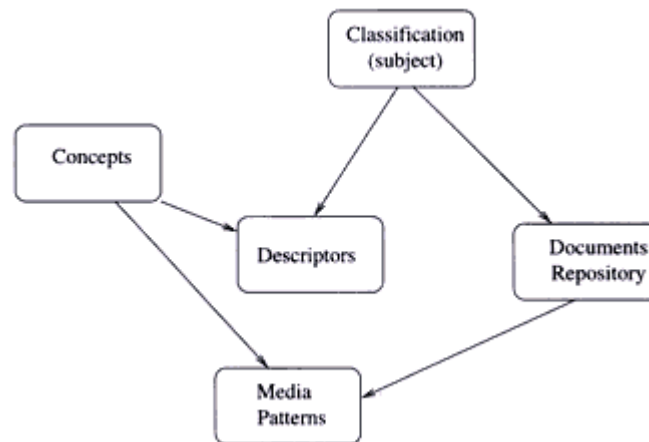 Classification
(subject)
Concepts
Descriptors
Documents
Repository
Media
Patterns